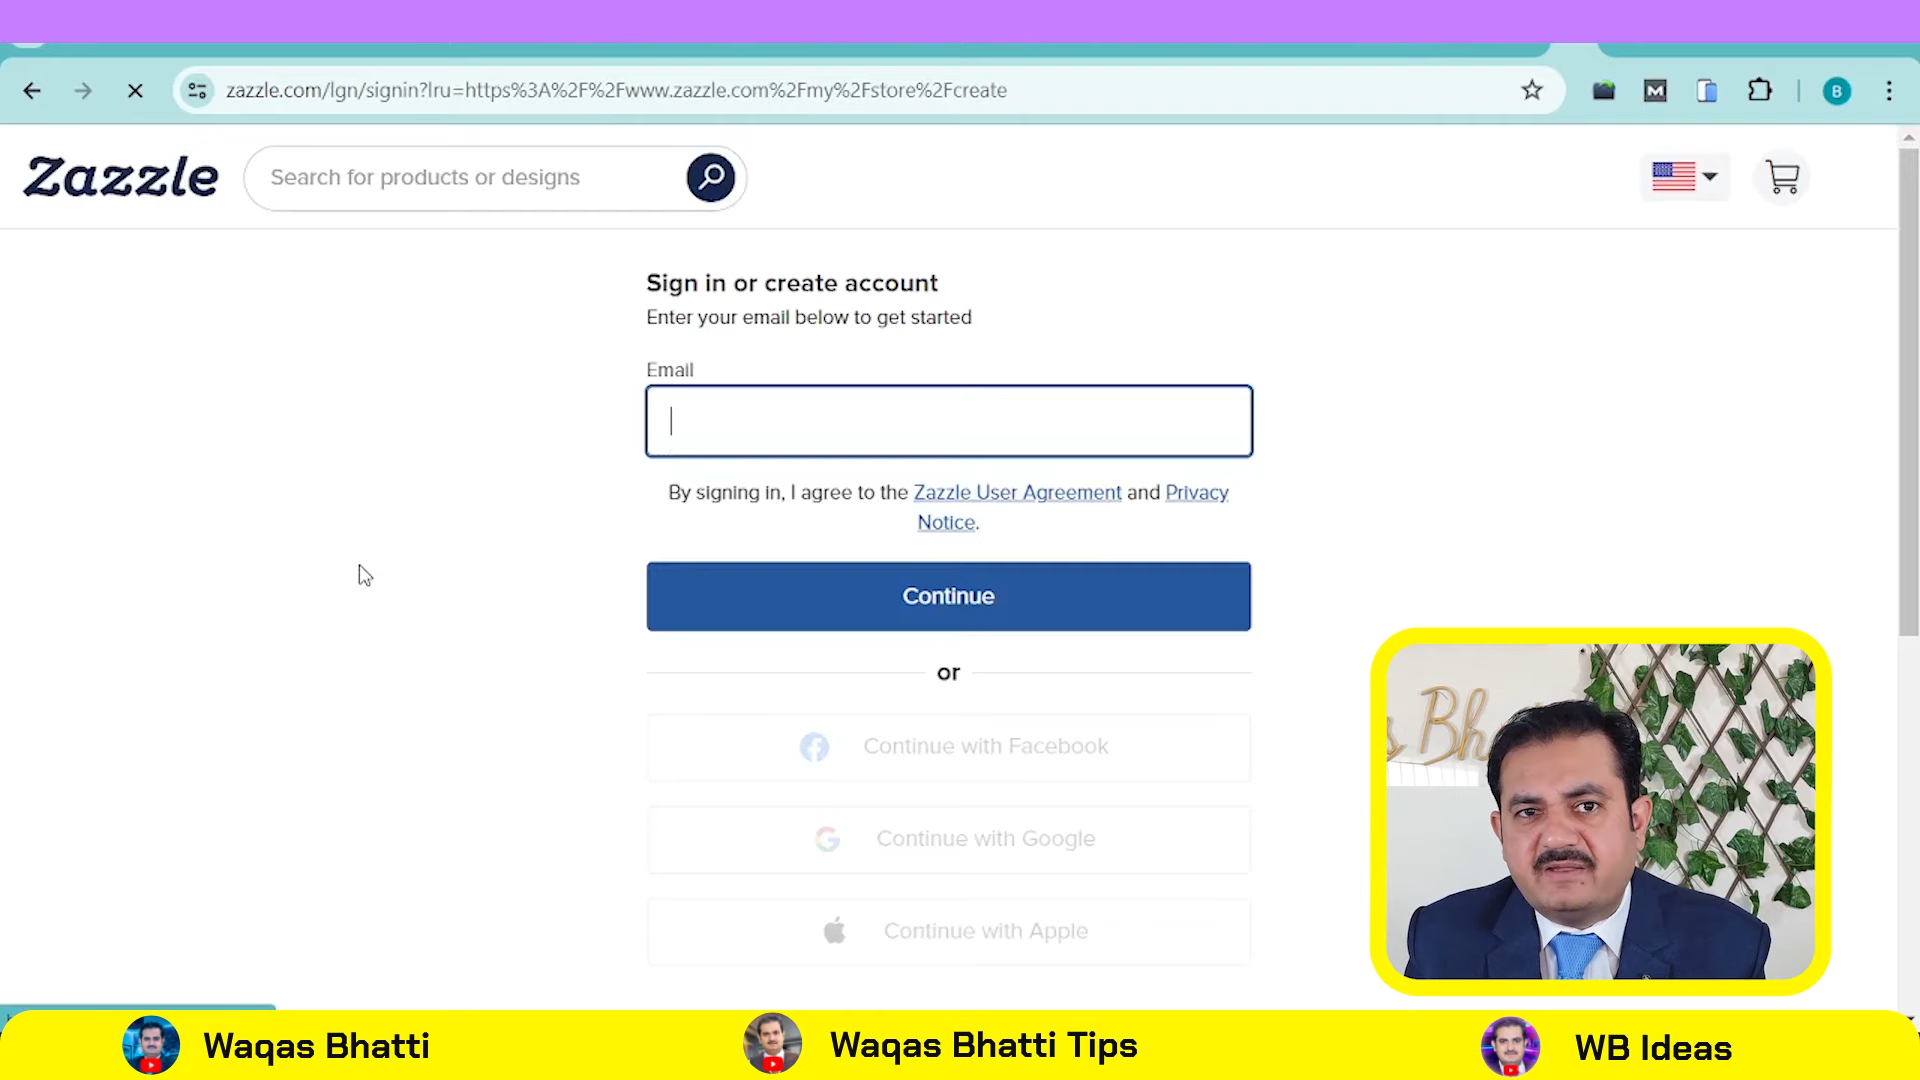 zazzle.com/lgn/signin?lru=https%3A%2F%2Fwww.zazzle.com%2Fmy%2Fstore%2Fcreate
M
B
Zazzle
Search for products or designs
Sign in or create account
Enter your email below to get started
Email
By signing in, I agree to the Zazzle User Agreement and Privacy
Notice.
Continue
or
Continue with Facebook
Continue with Google
Continue with Apple
s Bh
Waqas Bhatti
Waqas Bhatti Tips
WB Ideas